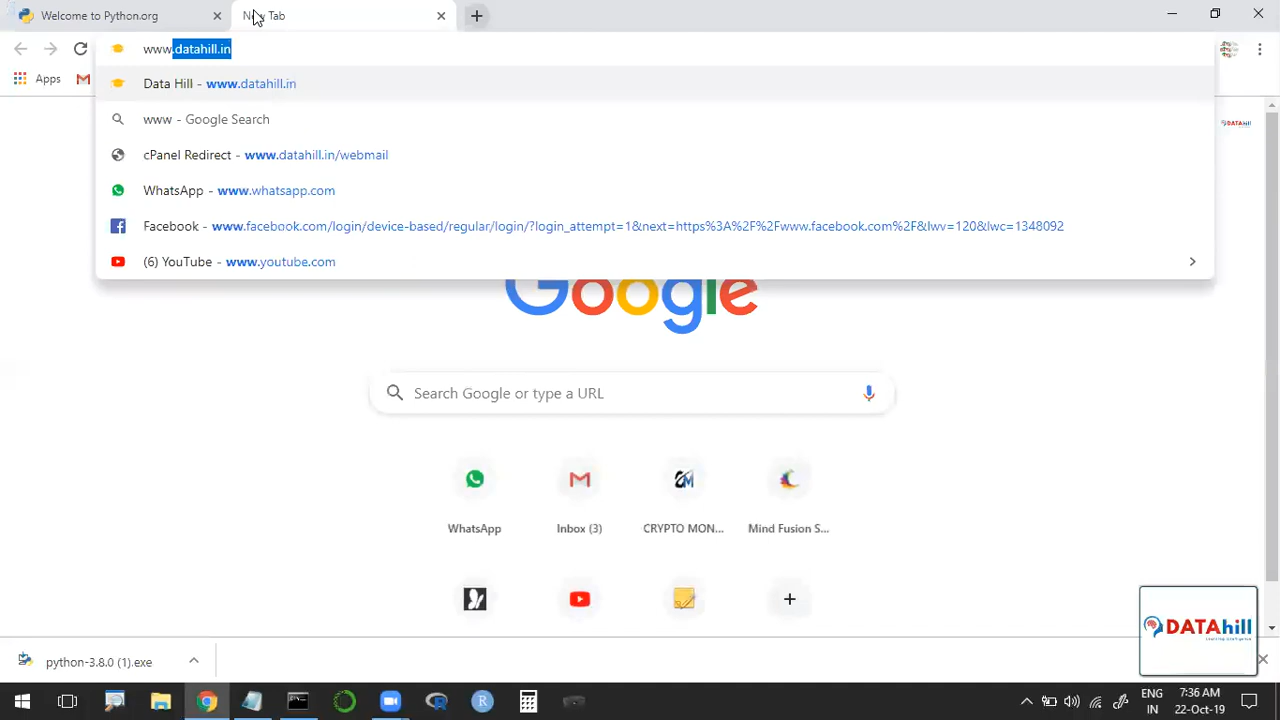 Welcome to Python.org
New Tab
www.datahill.in
Apps
Data Hill - www.datahill.in
www - Google Search
cPanel Redirect - www.datahill.in/webmail
WhatsApp - www.whatsapp.com
Facebook - www.facebook.com/login/device-based/regular/login/?login_attempt=1&next=https%3A%2F%2Fwww.facebook.com%2F&lwv=120&lwc=1348092
(6) YouTube - www.youtube.com
DATAHill
Google
Search Google or type a URL
WhatsApp
Inbox (3)
CRYPTO MON...
Mind Fusion S...
DATAhill
python-3.8.0 (1).exe
ENG
IN
7:36 AM
22-Oct-19